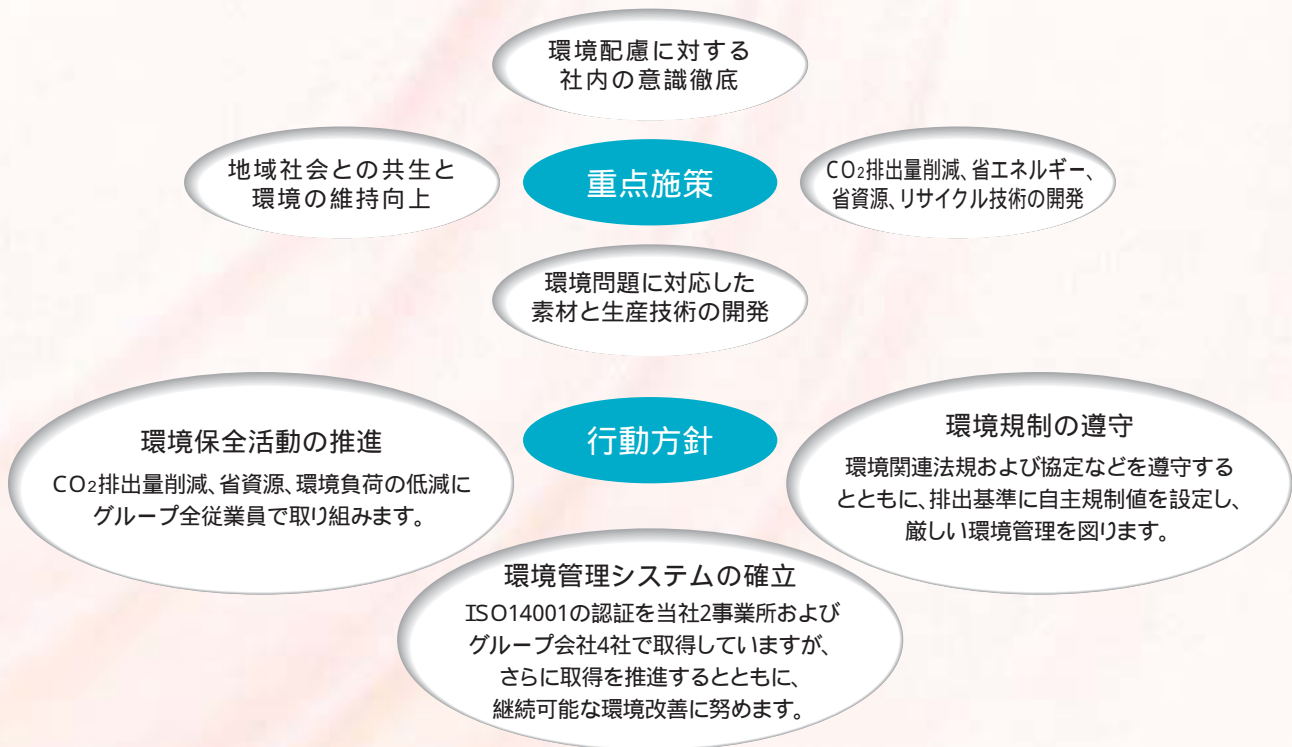 環境配慮に対する
社内の意識徹底
地域社会との共生と
環境の維持向上
重点施策
CO₂排出量削減、省エネルギー、
省資源、リサイクル技術の開発
環境問題に対応した
素材と生産技術の開発
行動方針
環境保全活動の推進
CO₂排出量削減、省資源、環境負荷の低減に
グループ全従業員で取り組みます。
環境規制の遵守
環境関連法規および協定などを遵守する
とともに、排出基準に自主規制値を設定し、
厳しい環境管理を図ります。
環境管理システムの確立
ISO14001の認証を当社2事業所および
グループ会社4社で取得していますが、
さらに取得を推進するとともに、
継続可能な環境改善に努めます。